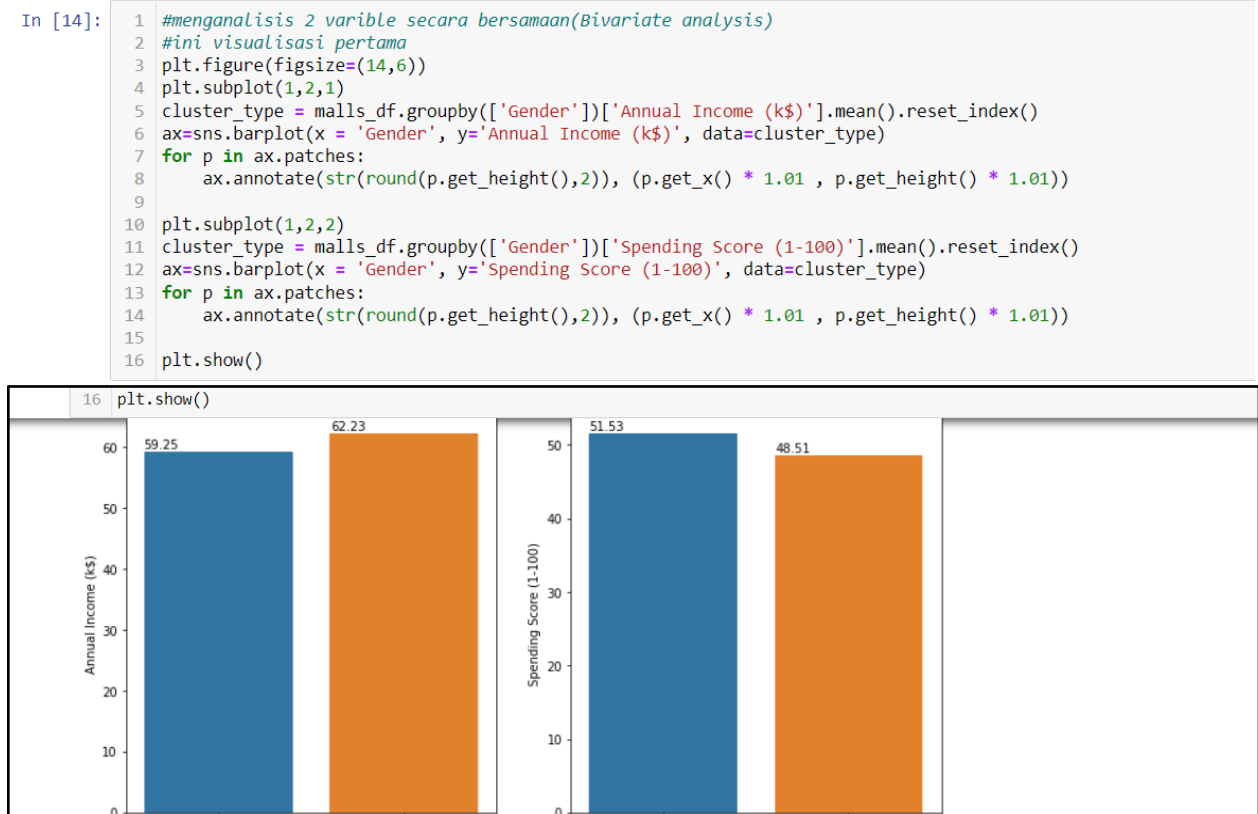 In [14]:
1 #menganalisis 2 varible secara bersamaan(Bivariate analysis)
2 #ini visualisasi pertama
3 plt.figure(figsize=(14,6))
4 plt.subplot(1,2,1)
5 cluster_type = malls_df.groupby(['Gender'])['Annual Income (k$)'].mean().reset_index()
6 ax=sns.barplot(x = 'Gender', y='Annual Income (k$)', data=cluster_type)
7 for p in ax.patches:
8     ax.annotate(str(round(p.get_height(),2)), (p.get_x() * 1.01 , p.get_height() * 1.01))
9
10 plt.subplot(1,2,2)
11 cluster_type = malls_df.groupby(['Gender'])['Spending Score (1-100)'].mean().reset_index()
12 ax=sns.barplot(x = 'Gender', y='Spending Score (1-100)', data=cluster_type)
13 for p in ax.patches:
14     ax.annotate(str(round(p.get_height(),2)), (p.get_x() * 1.01 , p.get_height() * 1.01))
15
16 plt.show()
16 plt.show()
Annual Income (k$)
60
50
40
30
20
10
0
59.25
62.23
Spending Score (1-100)
50
40
30
20
10
0
51.53
48.51